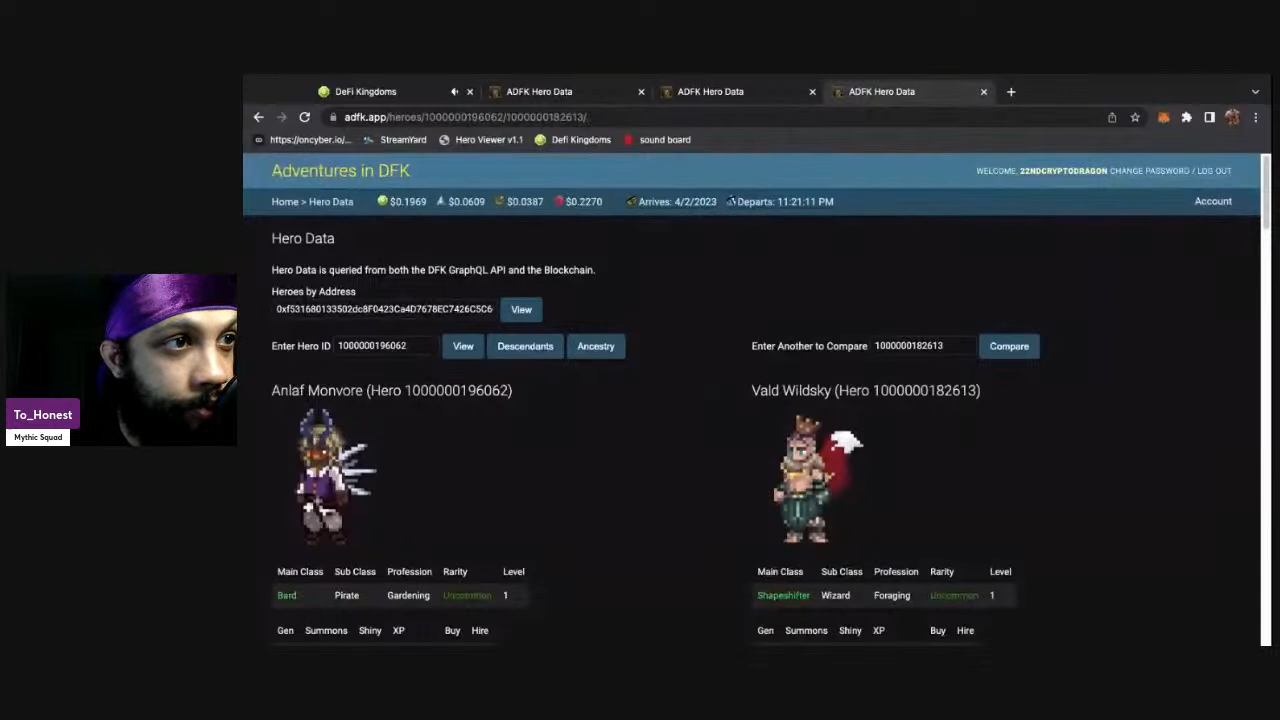 DeFi Kingdoms ADFK Hero Data ADFK Hero Data ADFK Hero Data
adfk.app/heroes/1000000196062/1000000182613/
https://oncyber.io/... StreamYard Hero Viewer v1.1 Defi Kingdoms sound board
Adventures in DFK WELCOME, 22NDCRYPTODRAGON CHANGE PASSWORD / LOG OUT
Home > Hero Data $0.1969 $0.0609 $0.0387 $0.2270 Arrives: 4/2/2023 Departs: 11:21:11 PM Account
Hero Data
Hero Data is queried from both the DFK GraphQL API and the Blockchain.
Heroes by Address
0xf531680133502dc8F0423Ca4D7678EC7426C5C6 View
Enter Hero ID 1000000196062 View Descendants Ancestry Enter Another to Compare 1000000182613 Compare
Anlaf Monvore (Hero 1000000196062) Vald Wildsky (Hero 1000000182613)
To_Honest
Mythic Squad
Main Class Sub Class Profession Rarity Level Main Class Sub Class Profession Rarity Level
Bard Pirate Gardening Uncommon 1 Shapeshifter Wizard Foraging Uncommon 1
Gen Summons Shiny XP Buy Hire Gen Summons Shiny XP Buy Hire